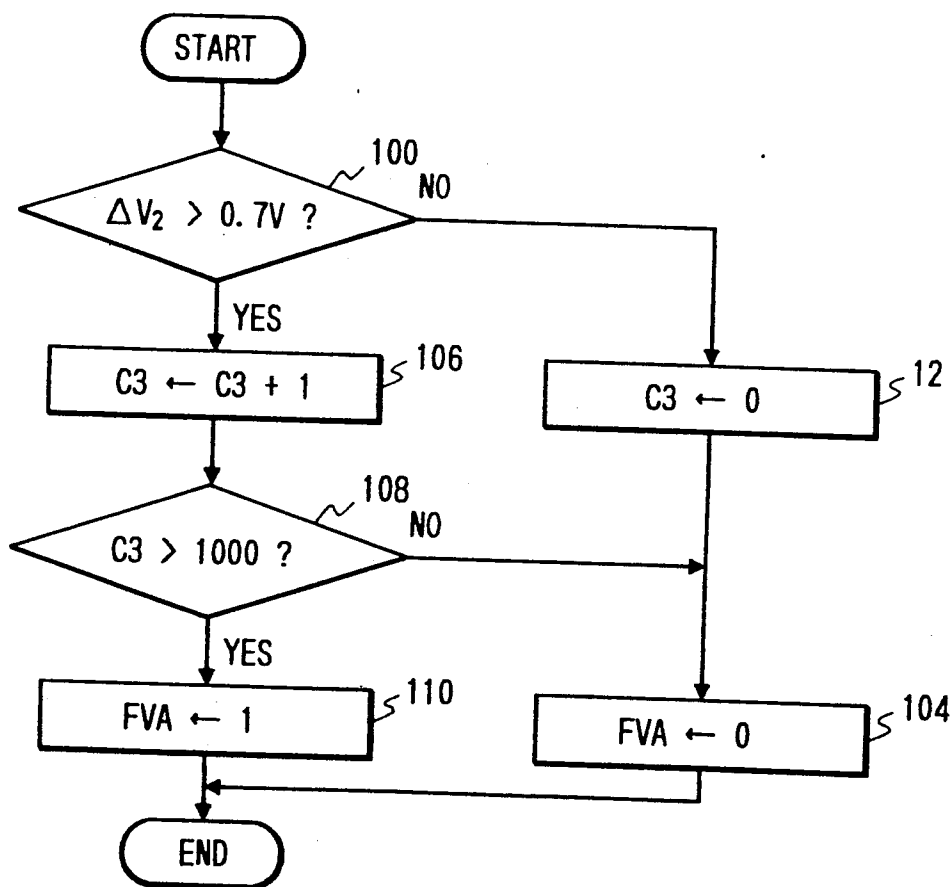 START
100
NO
ΔV₂ > 0.7V ?
YES
C3 ← C3 + 1
106
C3 ← 0
12
108
NO
C3 > 1000 ?
YES
FVA ← 1
110
FVA ← 0
104
END